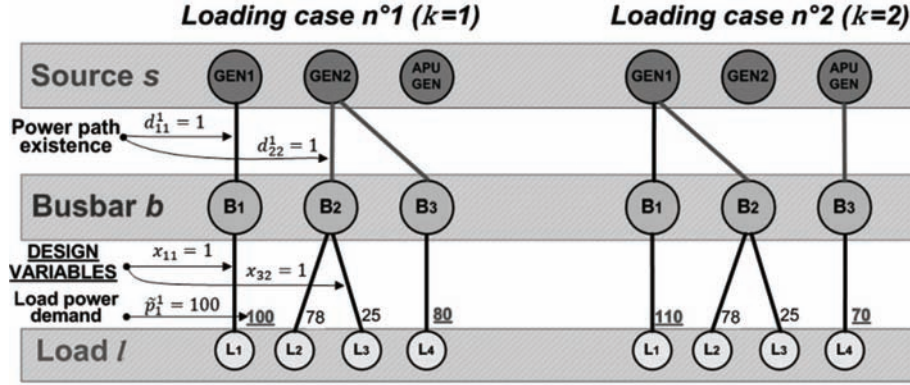 Loading case n°1 (k=1) Loading case n°2 (k=2)
Source s
GEN1 GEN2 APU GEN GEN1 GEN2 APU GEN
Power path existence
d¹₁₁ = 1
d¹₂₂ = 1
Busbar b
B1 B2 B3 B1 B2 B3
DESIGN VARIABLES
x₁₁ = 1
x₃₂ = 1
Load power demand
p̃¹₁ = 100
100 78 25 80 110 78 25 70
Load l
L1 L2 L3 L4 L1 L2 L3 L4